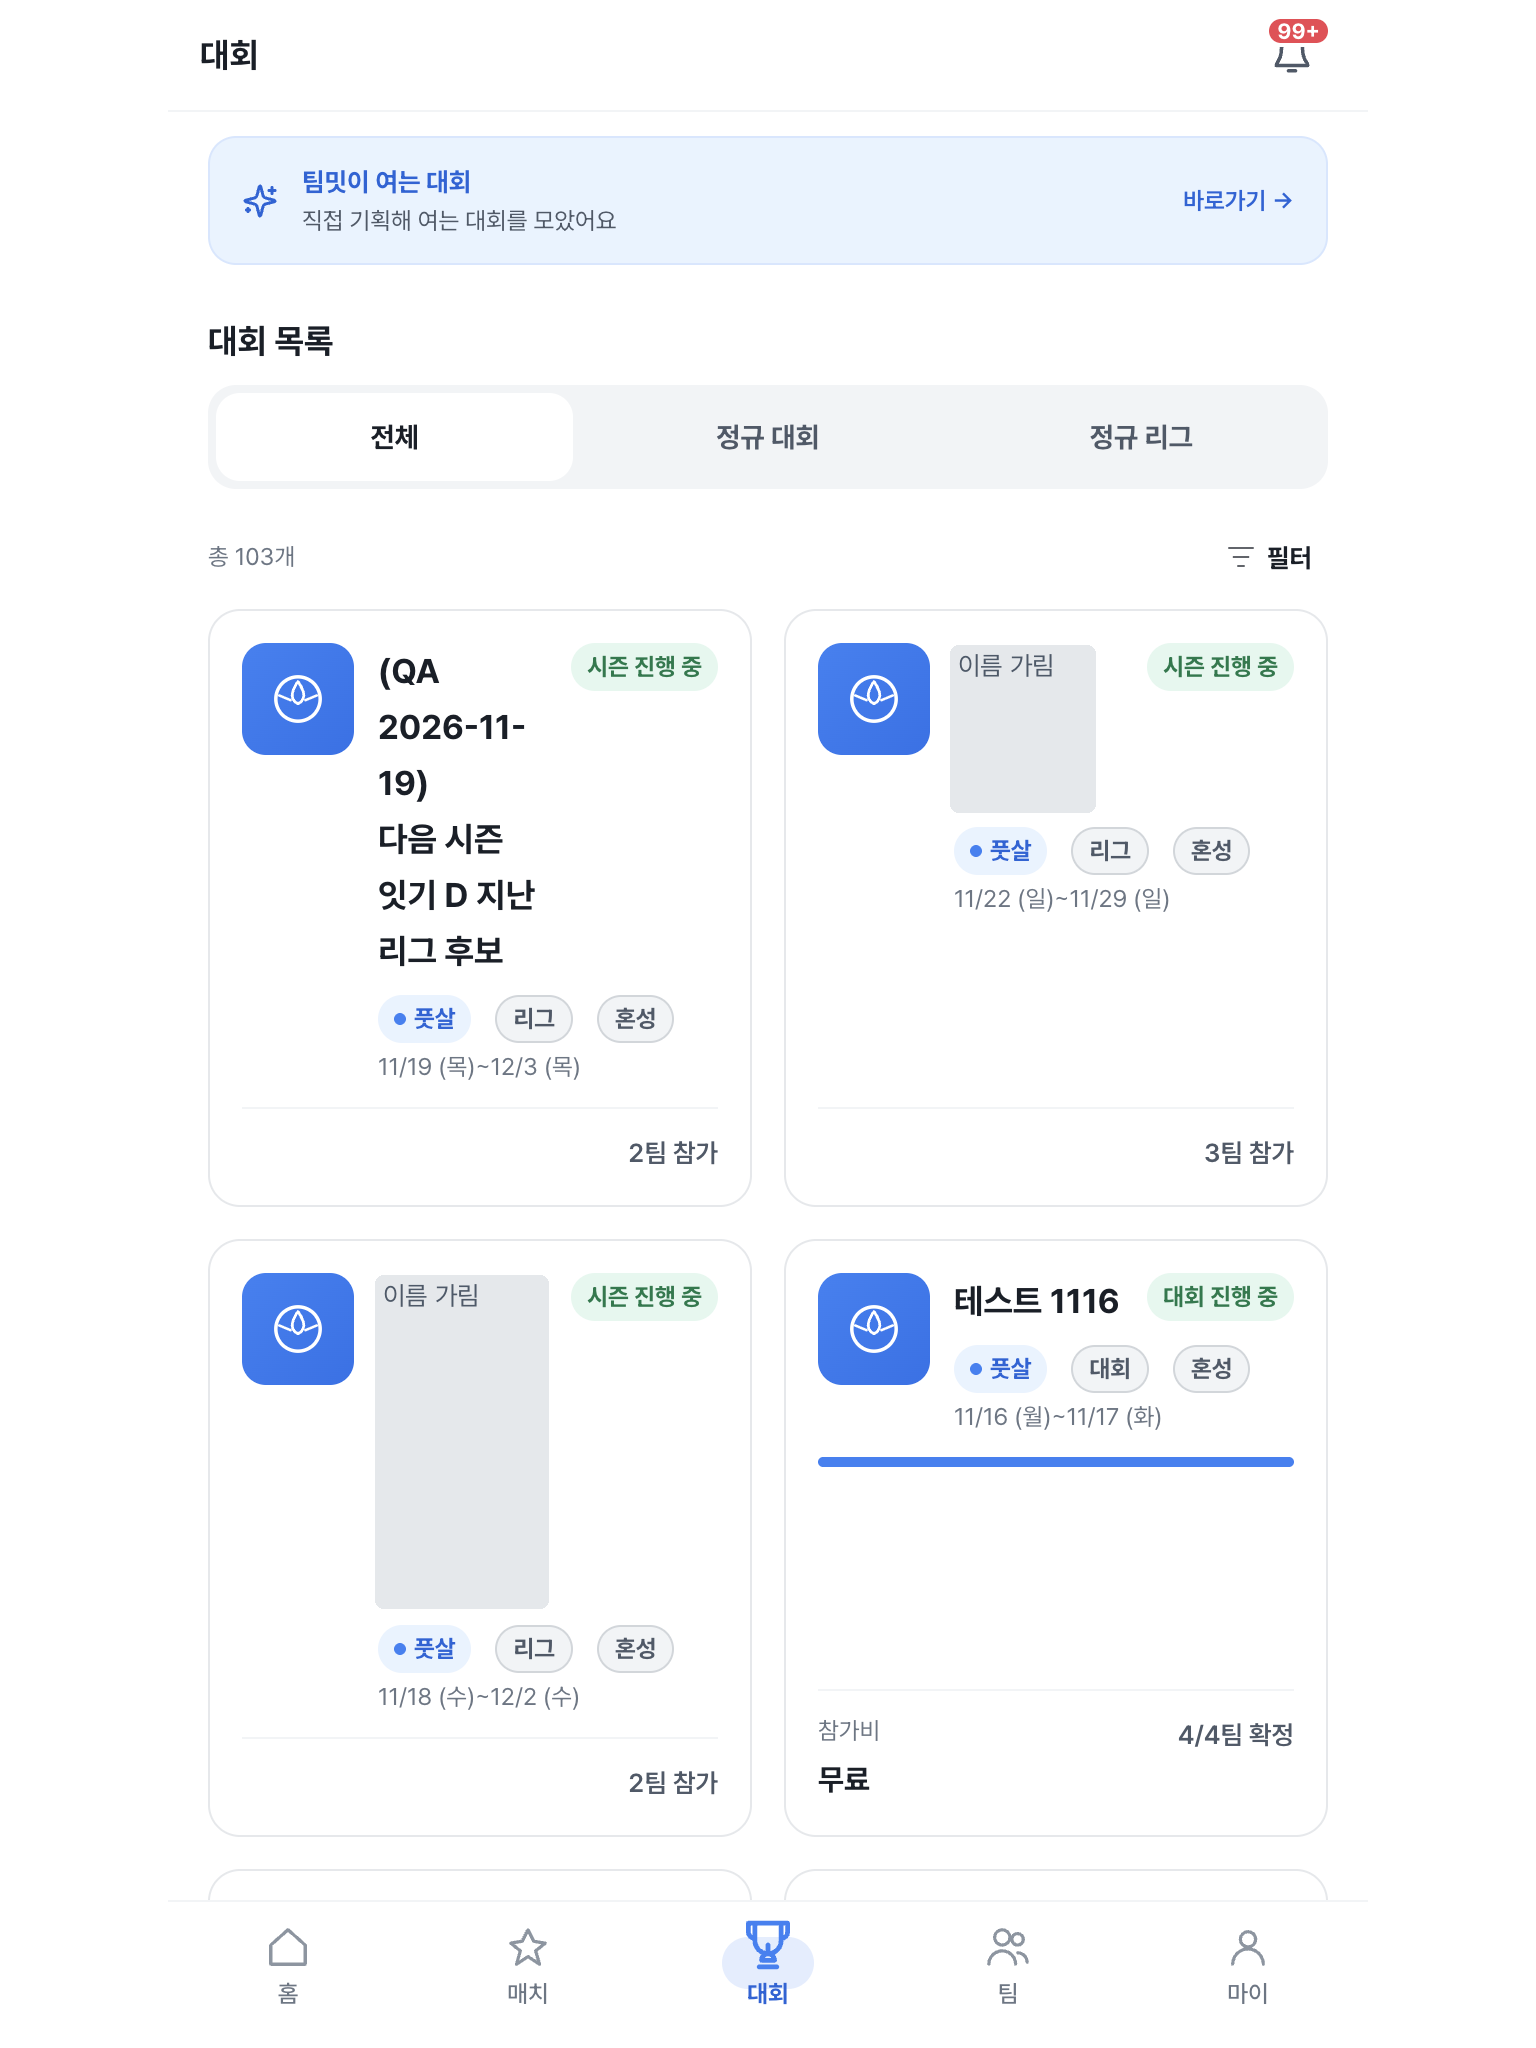 대회
99+
팀밋이 여는 대회
직접 기획해 여는 대회를 모았어요
바로가기 →
대회 목록
전체
정규 대회
정규 리그
총 103개
필터
(QA
2026-11-
19)
다음 시즌
잇기 D 지난
리그 후보
시즌 진행 중
풋살
리그
혼성
11/19 (목)~12/3 (목)
2팀 참가
이름 가림
시즌 진행 중
풋살
리그
혼성
11/22 (일)~11/29 (일)
3팀 참가
이름 가림
시즌 진행 중
풋살
리그
혼성
11/18 (수)~12/2 (수)
2팀 참가
테스트 1116
대회 진행 중
풋살
대회
혼성
11/16 (월)~11/17 (화)
참가비
무료
4/4팀 확정
홈
매치
대회
팀
마이